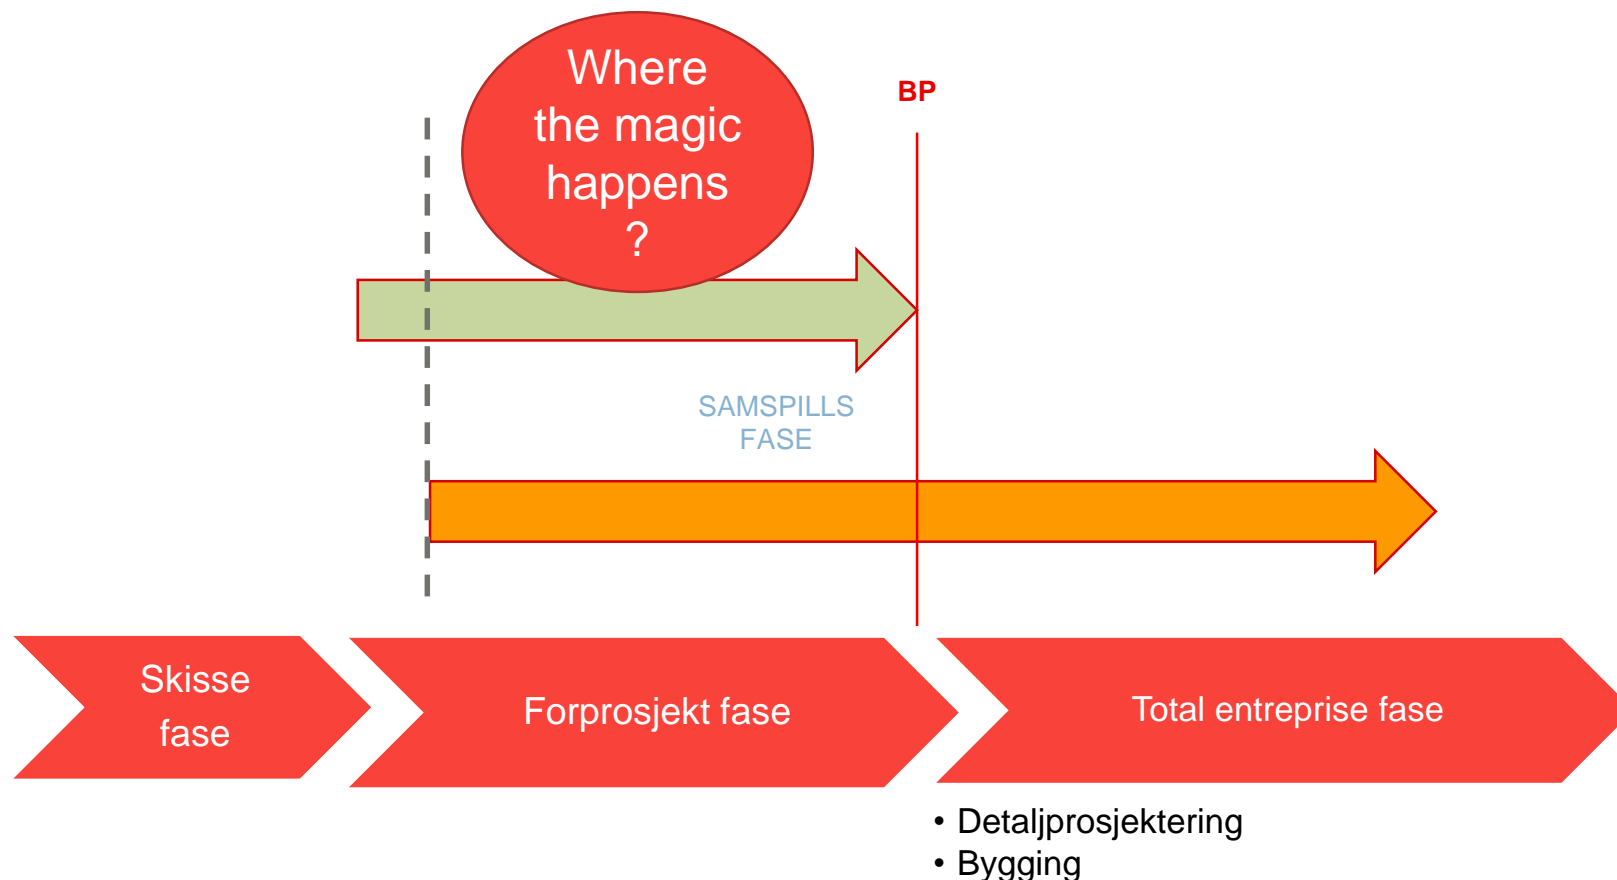 Where
the magic
happens
?
BP
SAMSPILLS
FASE
Skisse
fase
Forprosjekt fase
Total entreprise fase
• Detaljprosjektering
• Bygging